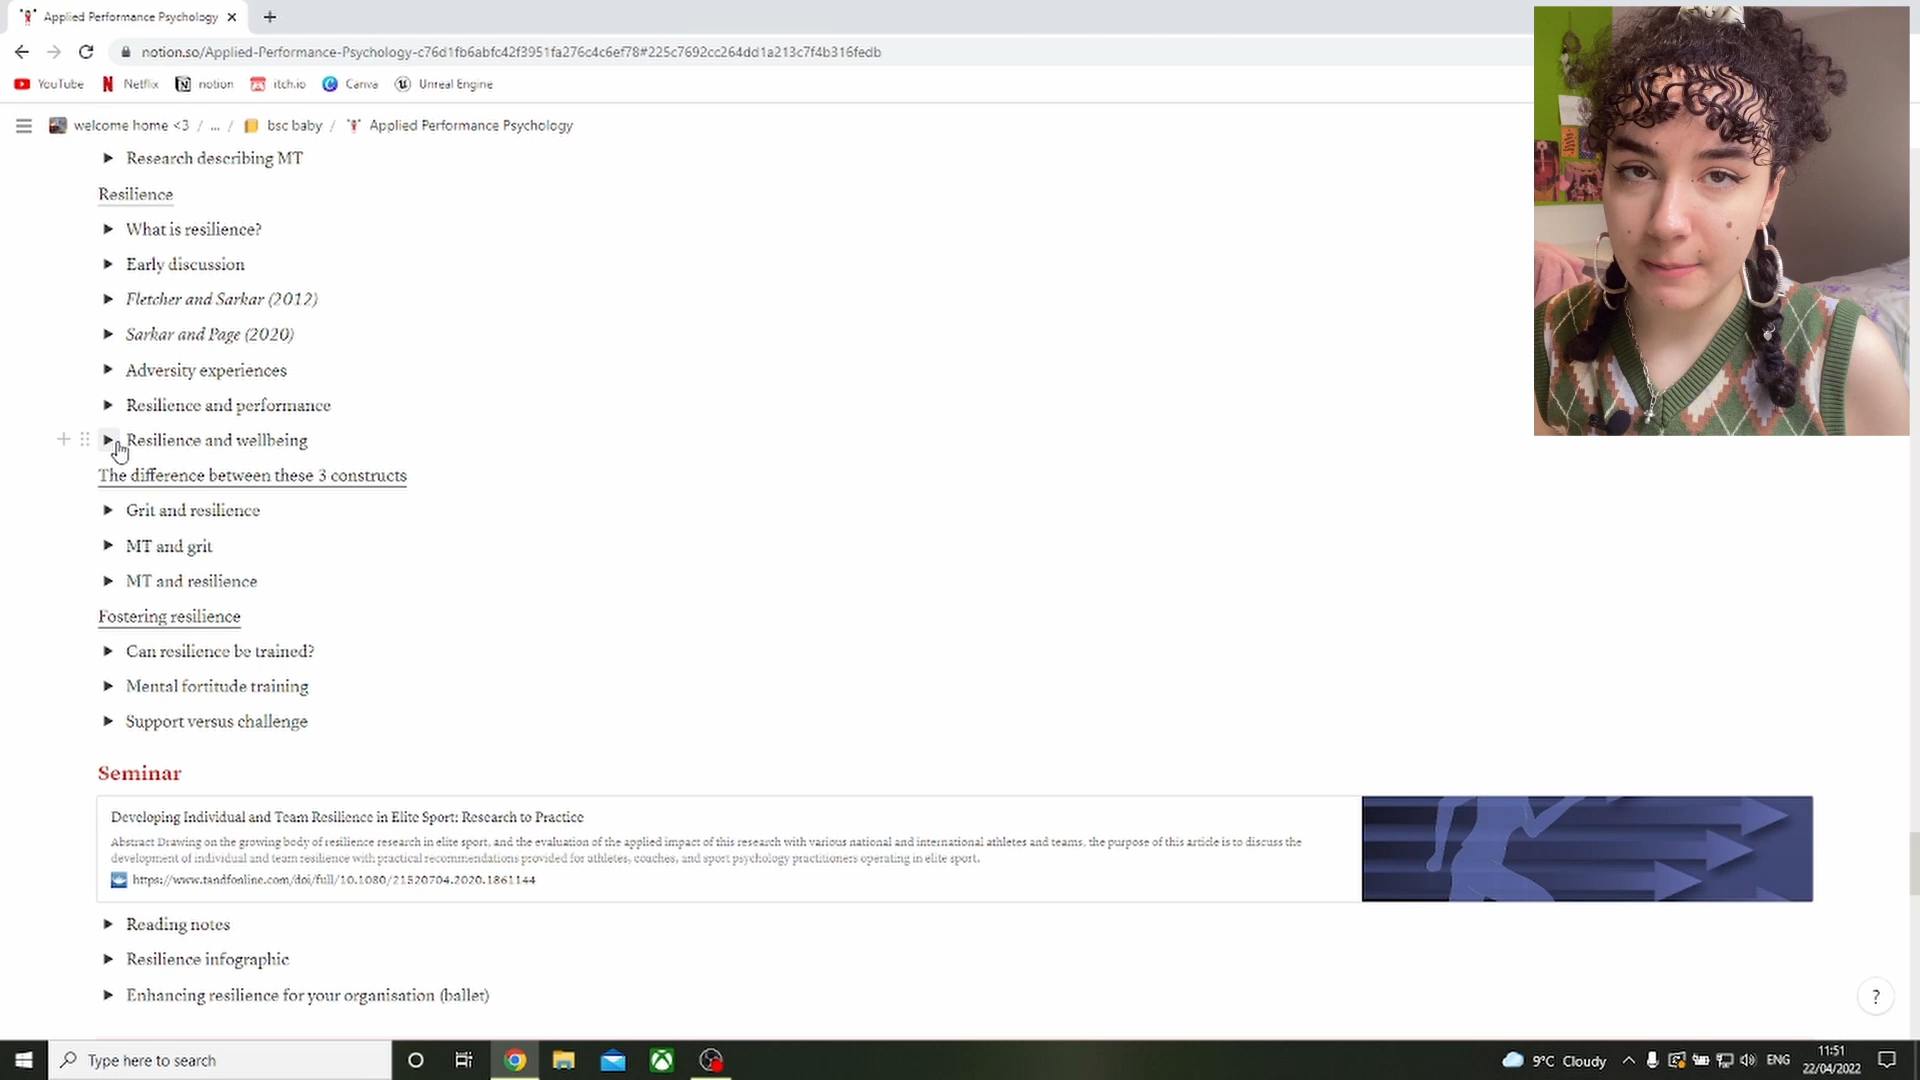 Applied Performance Psychology
notion.so/Applied-Performance-Psychology-c76d1fb6abfc42f3951fa276c4c6ef78#225c7692cc264dd1a213c7f4b316fedb
YouTube Netflix notion itch.io Canva Unreal Engine
welcome home <3 / ... / bsc baby / Applied Performance Psychology
Research describing MT
Resilience
What is resilience?
Early discussion
Fletcher and Sarkar (2012)
Sarkar and Page (2020)
Adversity experiences
Resilience and performance
Resilience and wellbeing
The difference between these 3 constructs
Grit and resilience
MT and grit
MT and resilience
Fostering resilience
Can resilience be trained?
Mental fortitude training
Support versus challenge
Seminar
Developing Individual and Team Resilience in Elite Sport: Research to Practice
Abstract Drawing on the growing body of resilience research in elite sport, and the evaluation of the applied impact of this research with various national and international athletes and teams, the purpose of this article is to discuss the
development of individual and team resilience with practical recommendations provided for athletes, coaches, and sport psychology practitioners operating in elite sport.
https://www.tandfonline.com/doi/full/10.1080/21520704.2020.1861144
Reading notes
Resilience infographic
Enhancing resilience for your organisation (ballet)
?
Type here to search
9°C Cloudy
ENG
11:51
22/04/2022